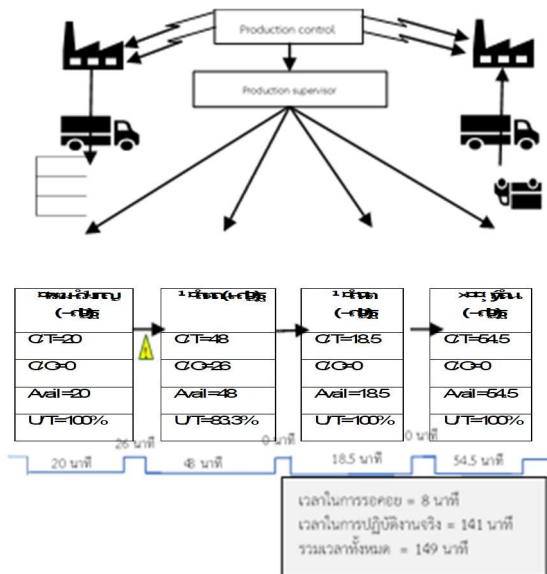 Production control
Production supervisor
C/T=20
C/O=0
Avail=20
U/T=100%
C/T=48
C/O=26
Avail=48
U/T=83.3%
C/T=18.5
C/O=0
Avail=18.5
U/T=100%
C/T=54.5
C/O=0
Avail=54.5
U/T=100%
26 นาที
0 นาที
0 นาที
20 นาที
48 นาที
18.5 นาที
54.5 นาที
เวลาในการรอคอย = 8 นาที
เวลาในการปฏิบัติงานจริง = 141 นาที
รวมเวลาทั้งหมด = 149 นาที